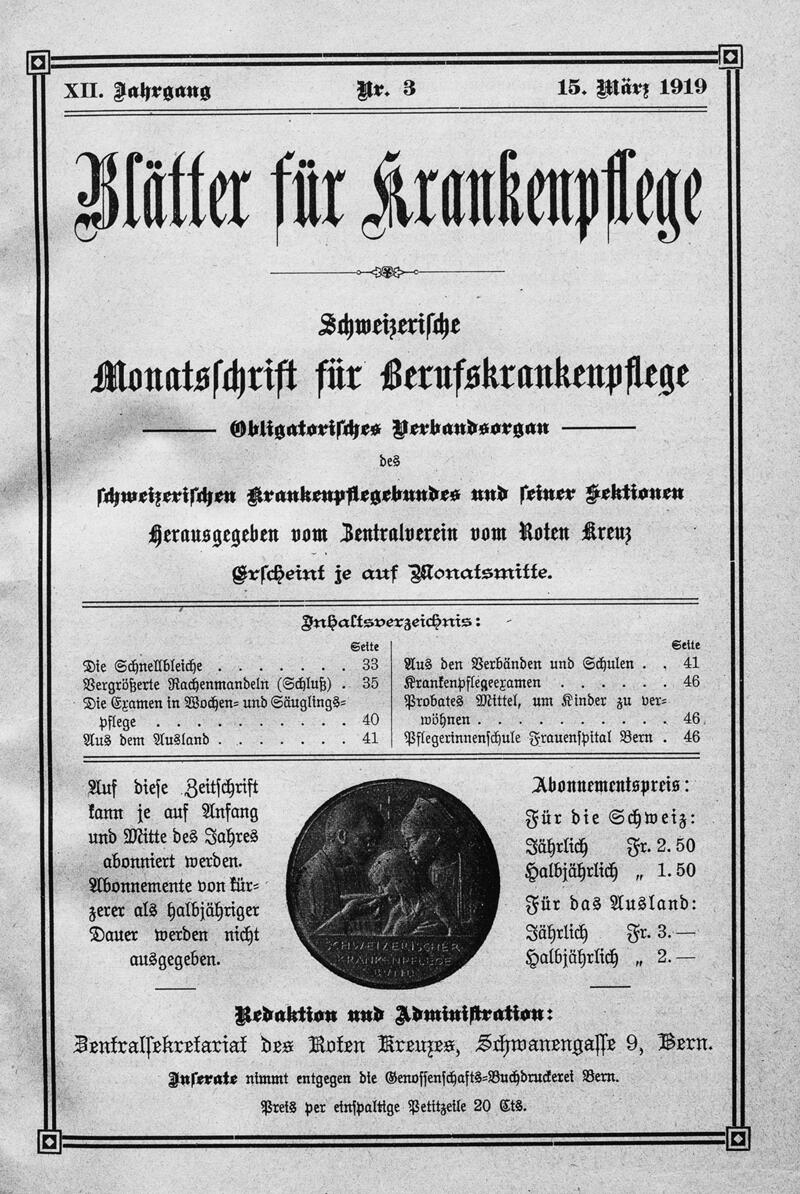 XII. Jahrgang Nr. 3 15. März 1919
Blätter für Krankenpflege
Schweizerische
Monatsschrift für Berufskrankenpflege
Obligatorisches Verbandsorgan
des
schweizerischen Krankenpflegebundes und seiner Sektionen
Herausgegeben vom Zentralverein vom Roten Kreuz
Erscheint je auf Monatsmitte.
Inhaltsverzeichnis:
Seite
Die Schnellbleiche . . . . . . . 33
Vergrößerte Rachenmandeln (Schluß) . 35
Die Examen in Wochen- und Säuglings-
pflege . . . . . . . . . . 40
Aus dem Ausland . . . . . . . 41
Seite
Aus den Verbänden und Schulen . . 41
Krankenpflegeexamen . . . . . . 46
Probates Mittel, um Kinder zu ver-
wöhnen . . . . . . . . . . 46
Pflegerinnenschule Frauenspital Bern . 46
Auf diese Zeitschrift
kann je auf Anfang
und Mitte des Jahres
abonniert werden.
Abonnemente von kür-
zerer als halbjähriger
Dauer werden nicht
ausgegeben.
SCHWEIZERISCHER
KRANKENPFLEGE
BUND
Abonnementspreis:
Für die Schweiz:
Jährlich Fr. 2.50
Halbjährlich „ 1.50
Für das Ausland:
Jährlich Fr. 3.—
Halbjährlich „ 2.—
Redaktion und Administration:
Zentralsekretariat des Roten Kreuzes, Schwanengasse 9, Bern.
Inserate nimmt entgegen die Genossenschafts-Buchdruckerei Bern.
Preis per einspaltige Petitzeile 20 Cts.